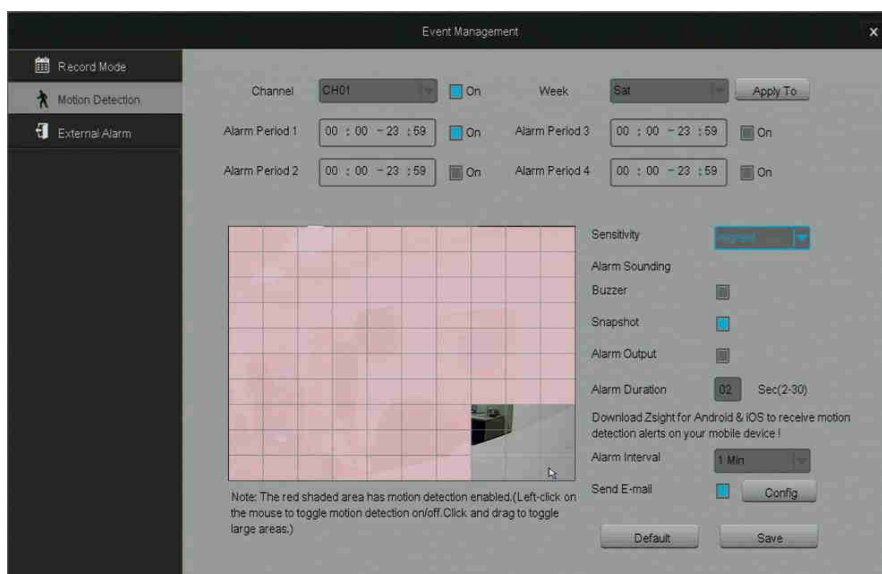 Event Management
X
Record Mode
Motion Detection
External Alarm
Channel CH01 On Week Sat Apply To
Alarm Period 1 00 : 00 - 23 : 59 On Alarm Period 3 00 : 00 - 23 : 59 On
Alarm Period 2 00 : 00 - 23 : 59 On Alarm Period 4 00 : 00 - 23 : 59 On
Sensitivity Highest
Alarm Sounding
Buzzer
Snapshot
Alarm Output
Alarm Duration 02 Sec(2-30)
Download Zsight for Android & iOS to receive motion
detection alerts on your mobile device !
Alarm Interval 1 Min
Send E-mail Config
Note: The red shaded area has motion detection enabled.(Left-click on
the mouse to toggle motion detection on/off.Click and drag to toggle
large areas.)
Default Save